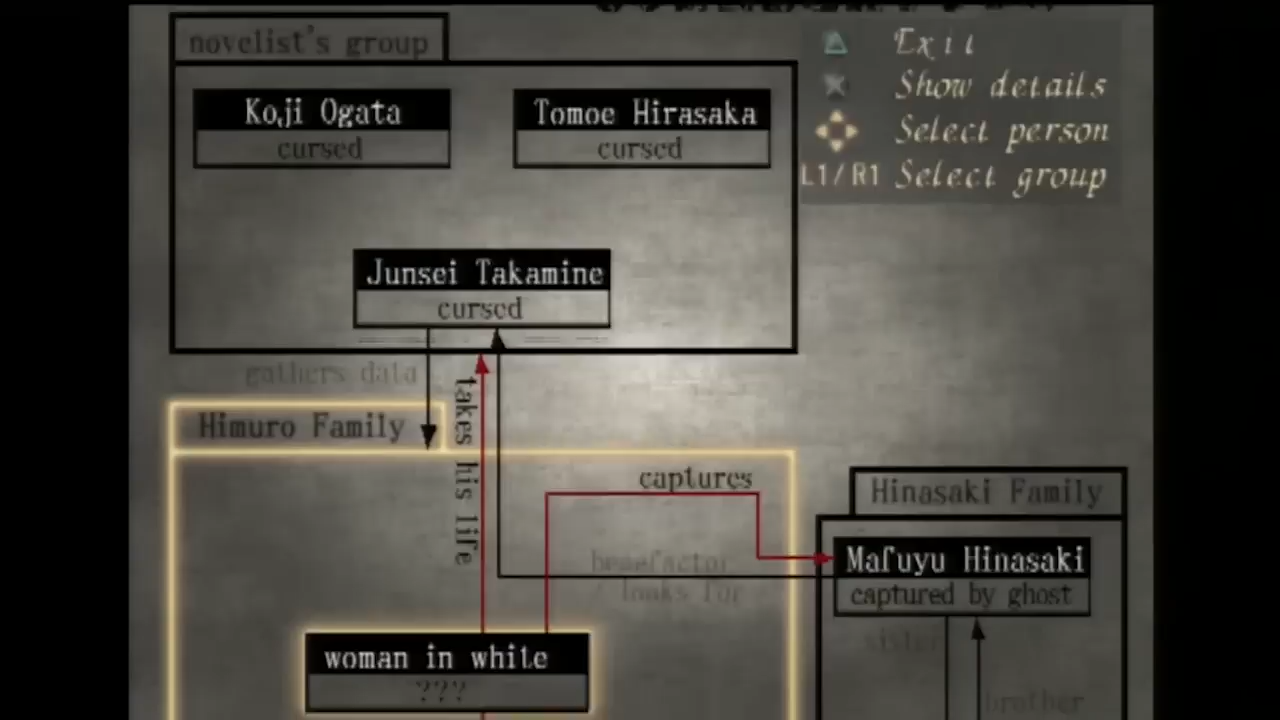 novelist's group
Exit
Show details
Koji Ogata
Tomoe Hirasaka
cursed
cursed
Select person
L1/R1 Select group
Junsei Takamine
cursed
gathers data
takes his life
Himuro Family
captures
Hinasaki Family
benefactor
/ looks for
Mafuyu Hinasaki
captured by ghost
sister
woman in white
???
brother